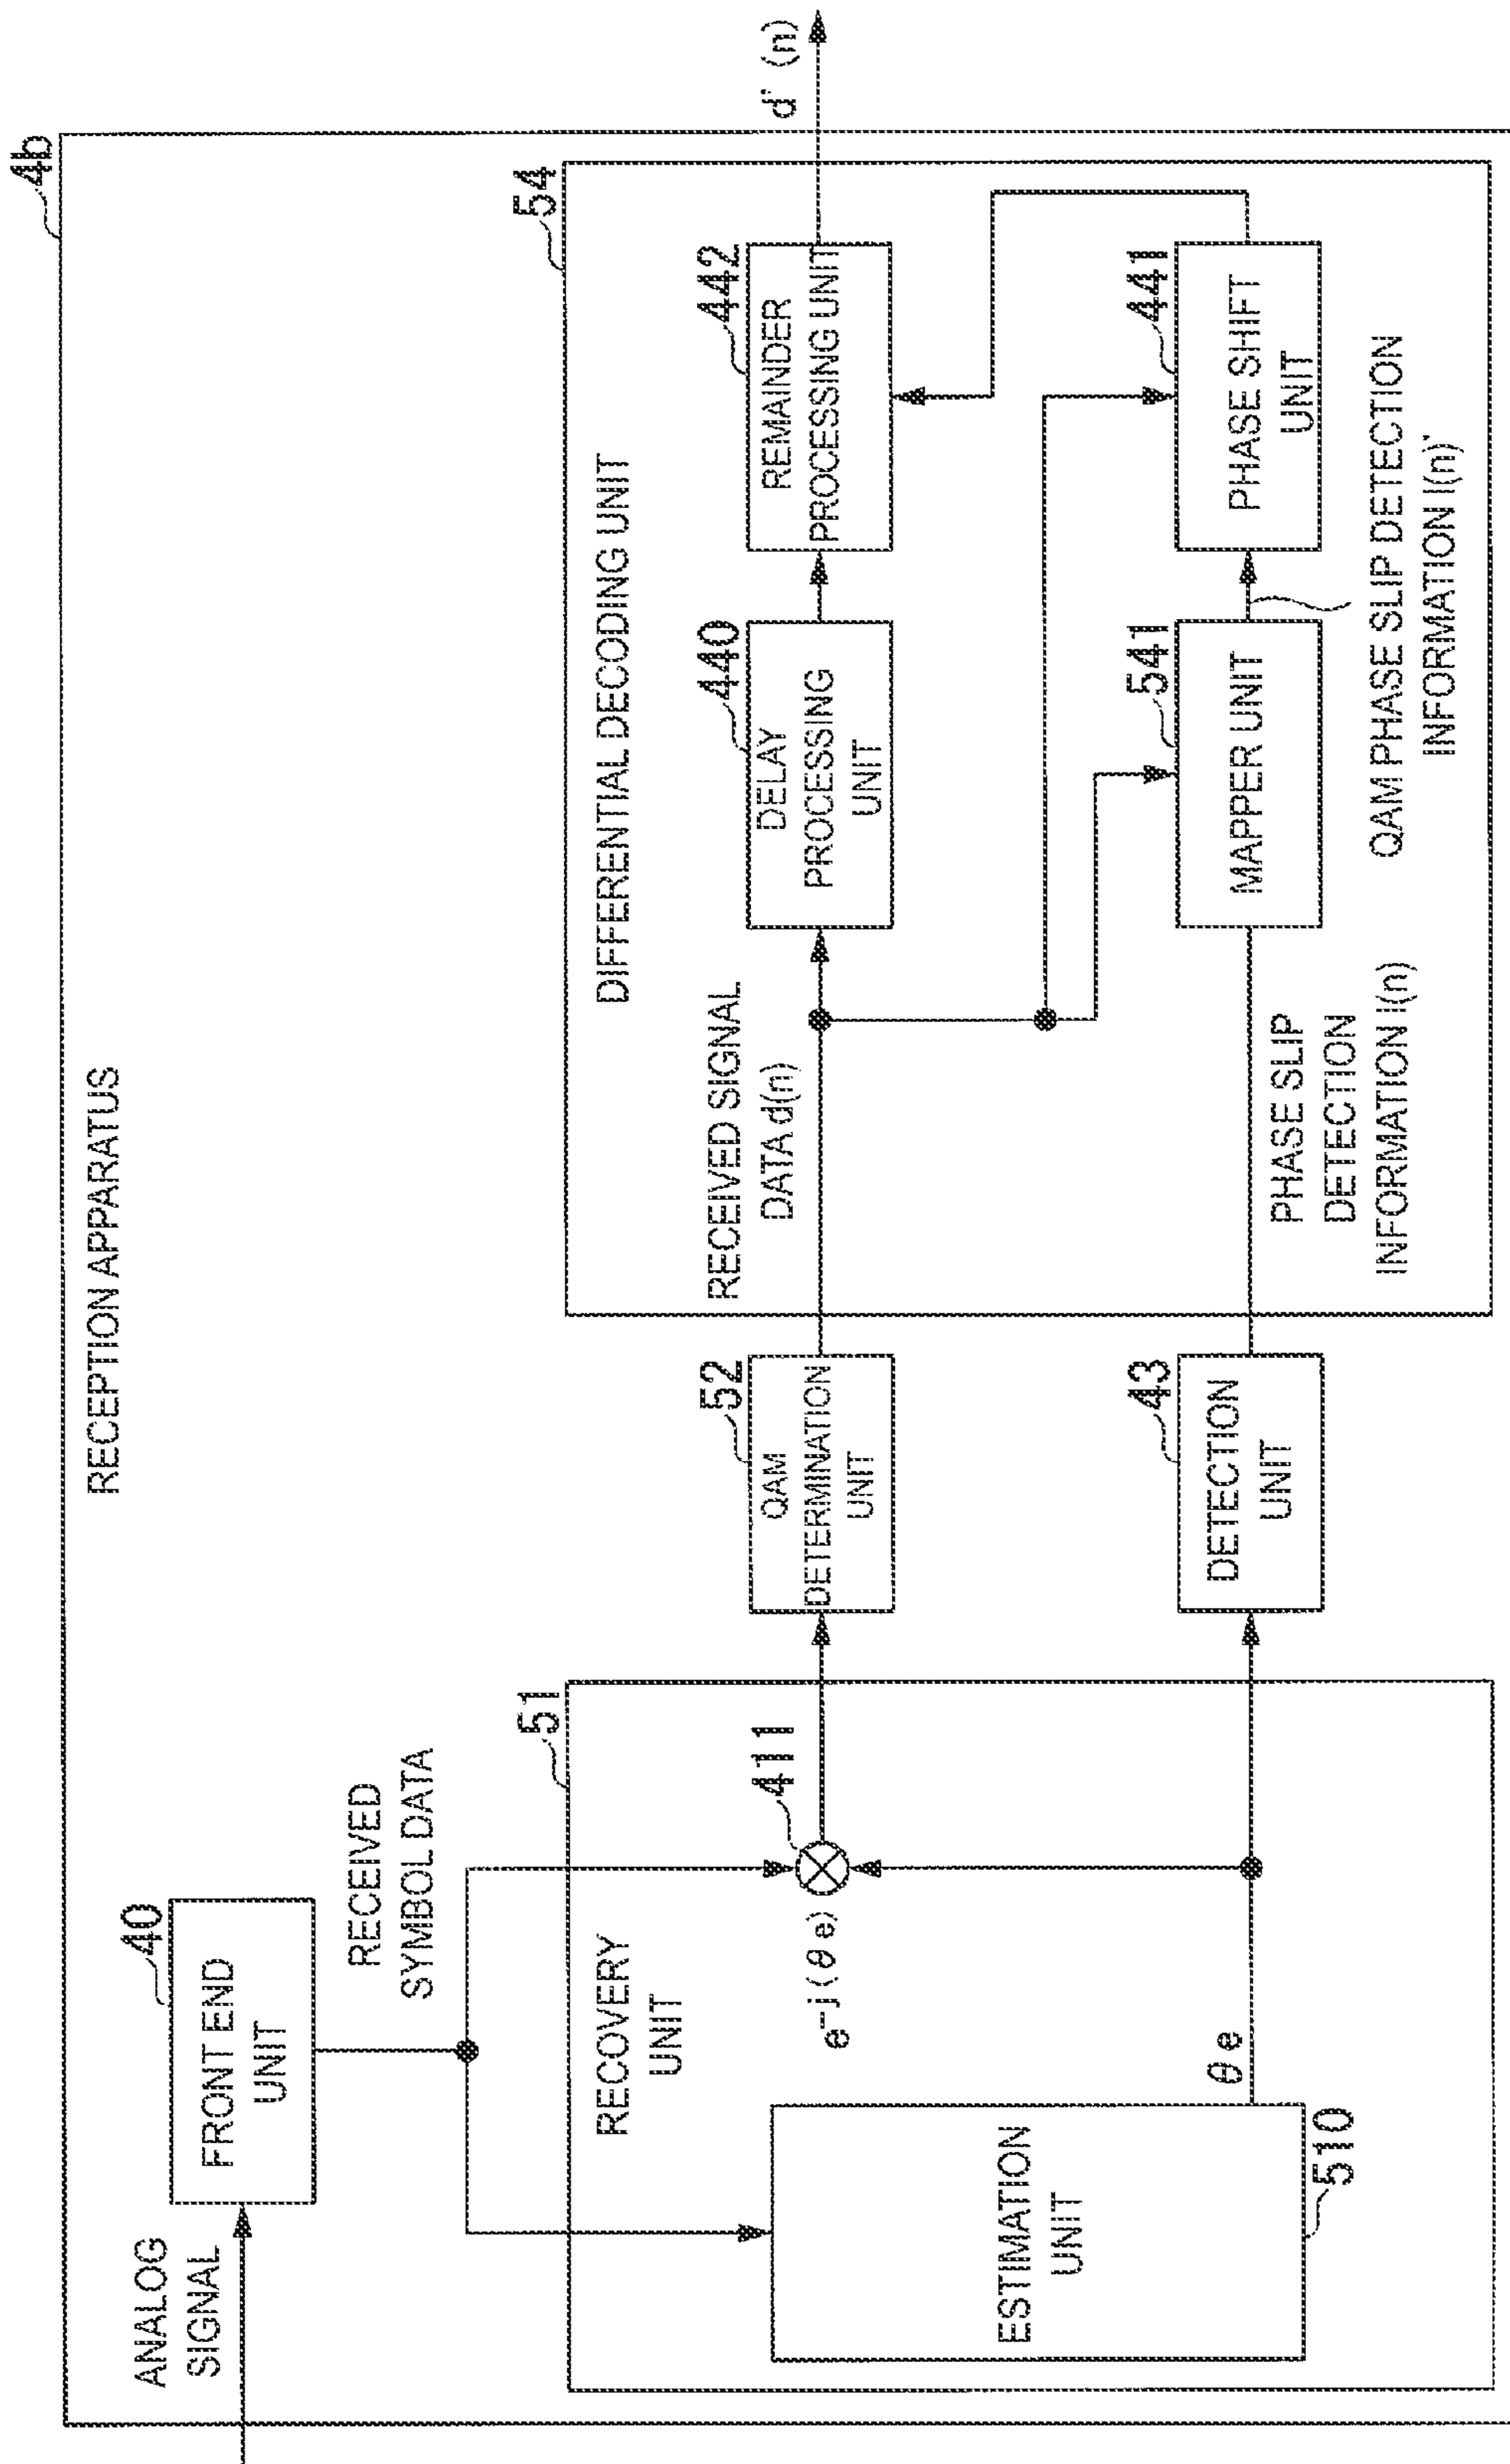 4b
RECEPTION APPARATUS
ANALOG
SIGNAL
40
FRONT END
UNIT
RECEIVED
SYMBOL DATA
51
RECOVERY
UNIT
ESTIMATION
UNIT
510
411
e-j(θe)
θe
52
QAM
DETERMINATION
UNIT
43
DETECTION
UNIT
54
DIFFERENTIAL DECODING UNIT
RECEIVED SIGNAL
DATA d(n)
440
DELAY
PROCESSING
UNIT
442
REMAINDER
PROCESSING UNIT
d' (n)
PHASE SLIP
DETECTION
INFORMATION I(n)
541
MAPPER UNIT
441
PHASE SHIFT
UNIT
QAM PHASE SLIP DETECTION
INFORMATION I(n)'